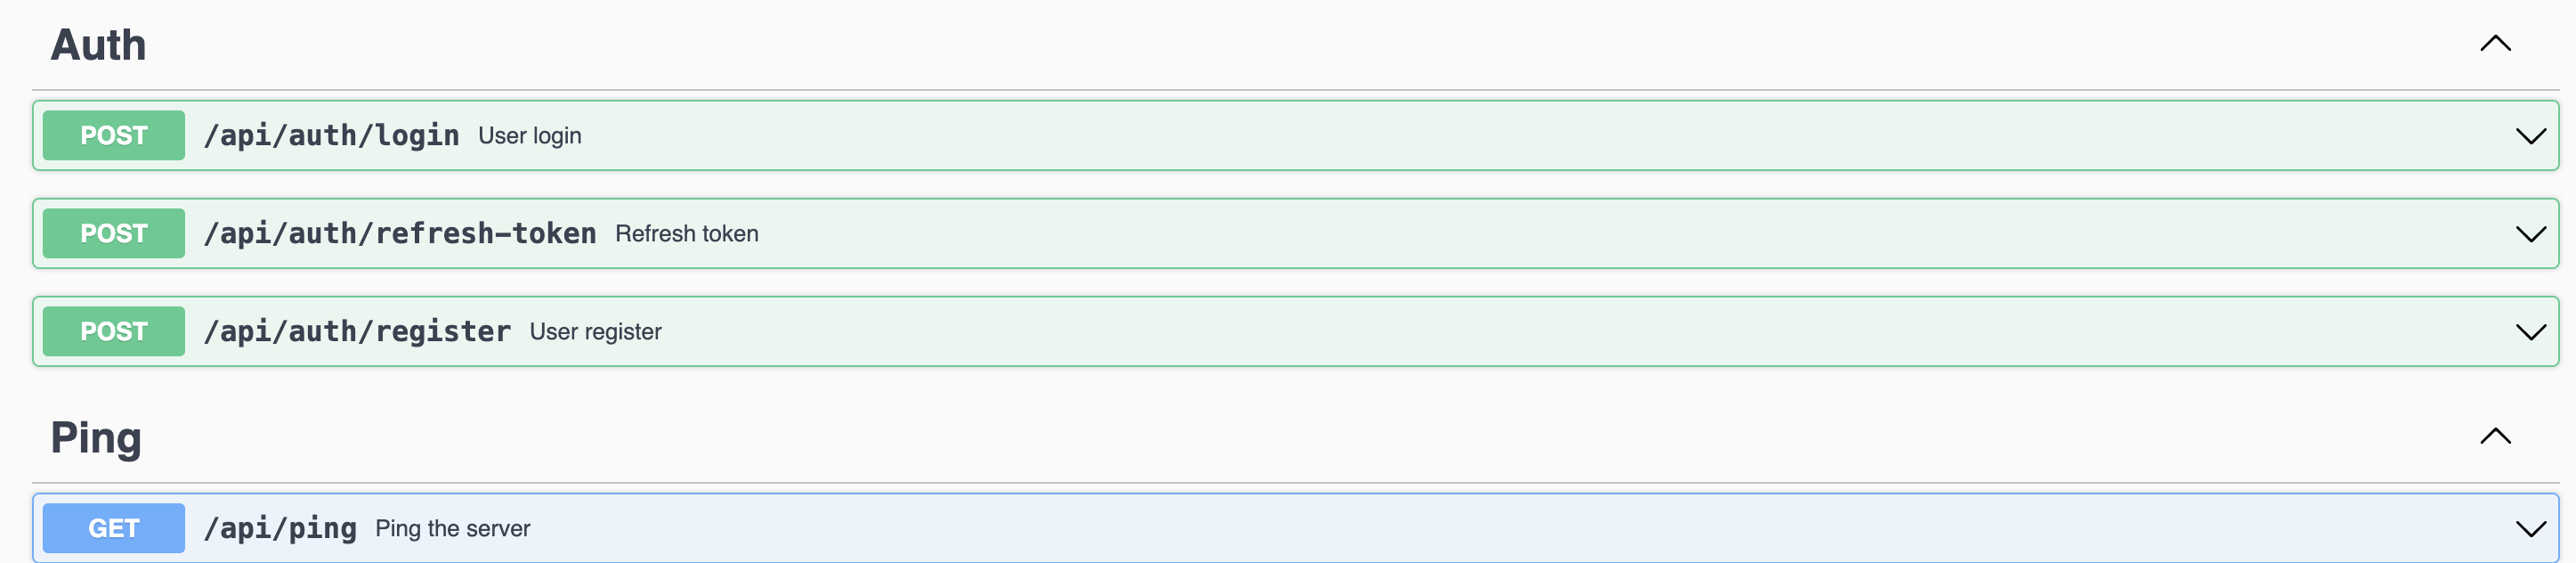 Auth
POST /api/auth/login User login
POST /api/auth/refresh-token Refresh token
POST /api/auth/register User register
Ping
GET /api/ping Ping the server